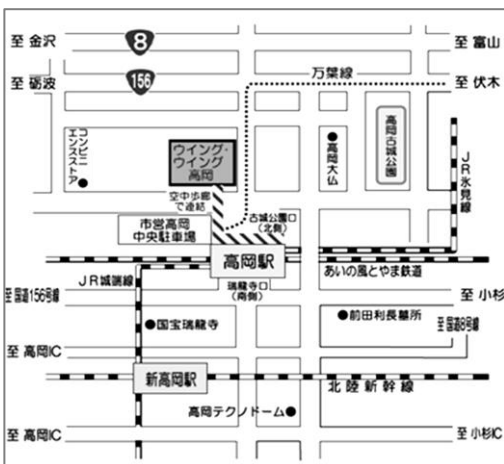 至 金沢
8
至 富山
至 砺波
156
万葉線
至 伏木
コンビニ
エンスストア
ウイング・
ウイング
高岡
高岡大仏
高岡古城公園
JR氷見線
空中歩廊
で連結
古城公園口
(北側)
市営高岡
中央駐車場
高岡駅
あいの風とやま鉄道
JR城端線
瑞龍寺口
(南側)
至 国道156号線
至 小杉
国宝瑞龍寺
前田利長墓所
至 国道8号線
至 高岡IC
新高岡駅
北陸新幹線
高岡テクノドーム
至 高岡IC
至 小杉IC